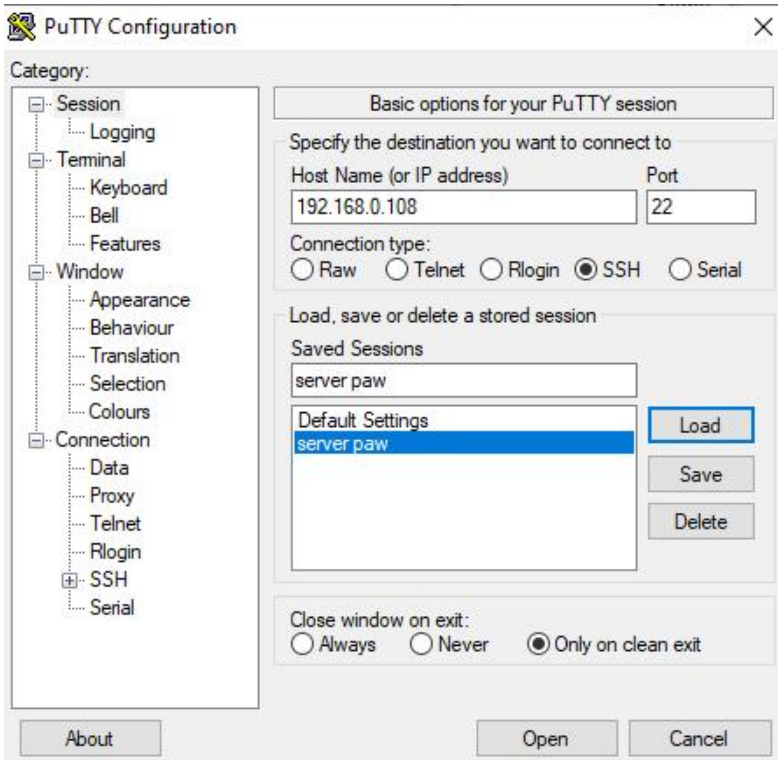 PuTTY Configuration
Category:
Session
Logging
Terminal
Keyboard
Bell
Features
Window
Appearance
Behaviour
Translation
Selection
Colours
Connection
Data
Proxy
Telnet
Rlogin
SSH
Serial
Basic options for your PuTTY session
Specify the destination you want to connect to
Host Name (or IP address) Port
192.168.0.108 22
Connection type:
Raw Telnet Rlogin SSH Serial
Load, save or delete a stored session
Saved Sessions
server paw
Default Settings
server paw
Load
Save
Delete
Close window on exit:
Always Never Only on clean exit
About Open Cancel